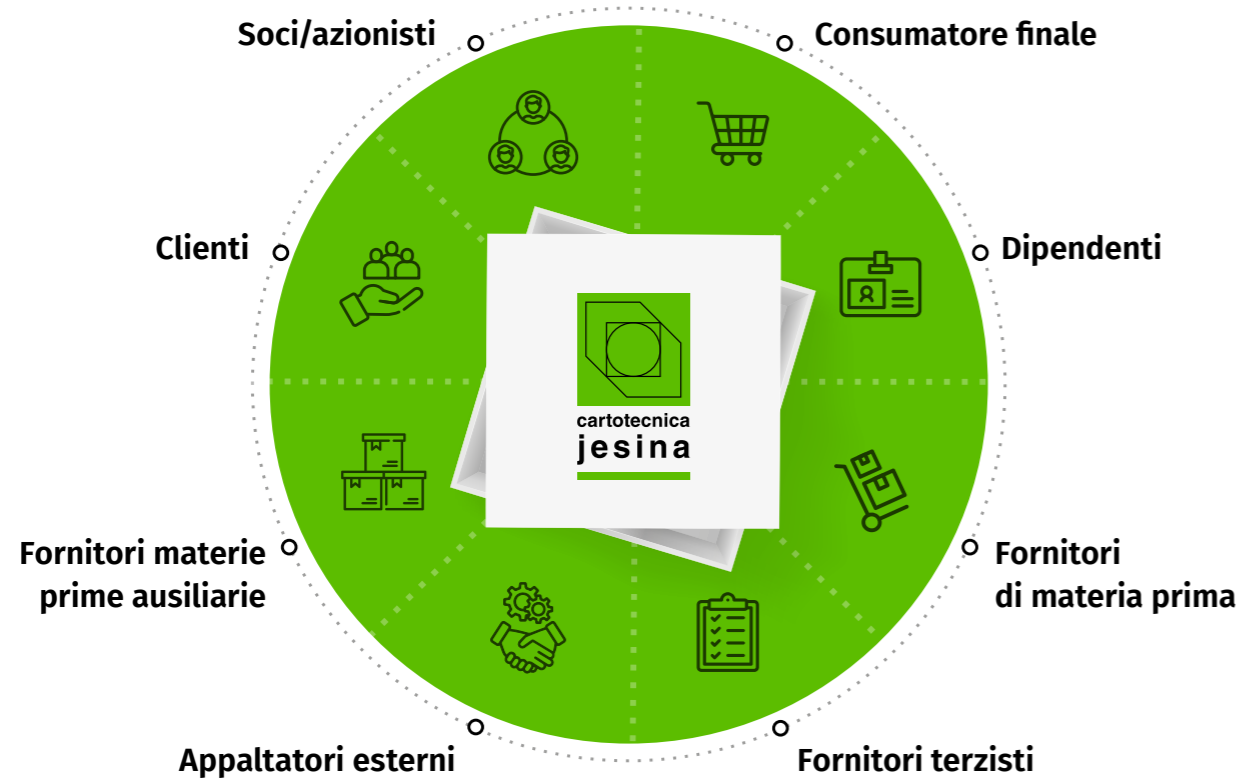 Soci/azionisti
Consumatore finale
Clienti
Dipendenti
cartotecnica
jesina
Fornitori materie
prime ausiliarie
Fornitori
di materia prima
Appaltatori esterni
Fornitori terzisti